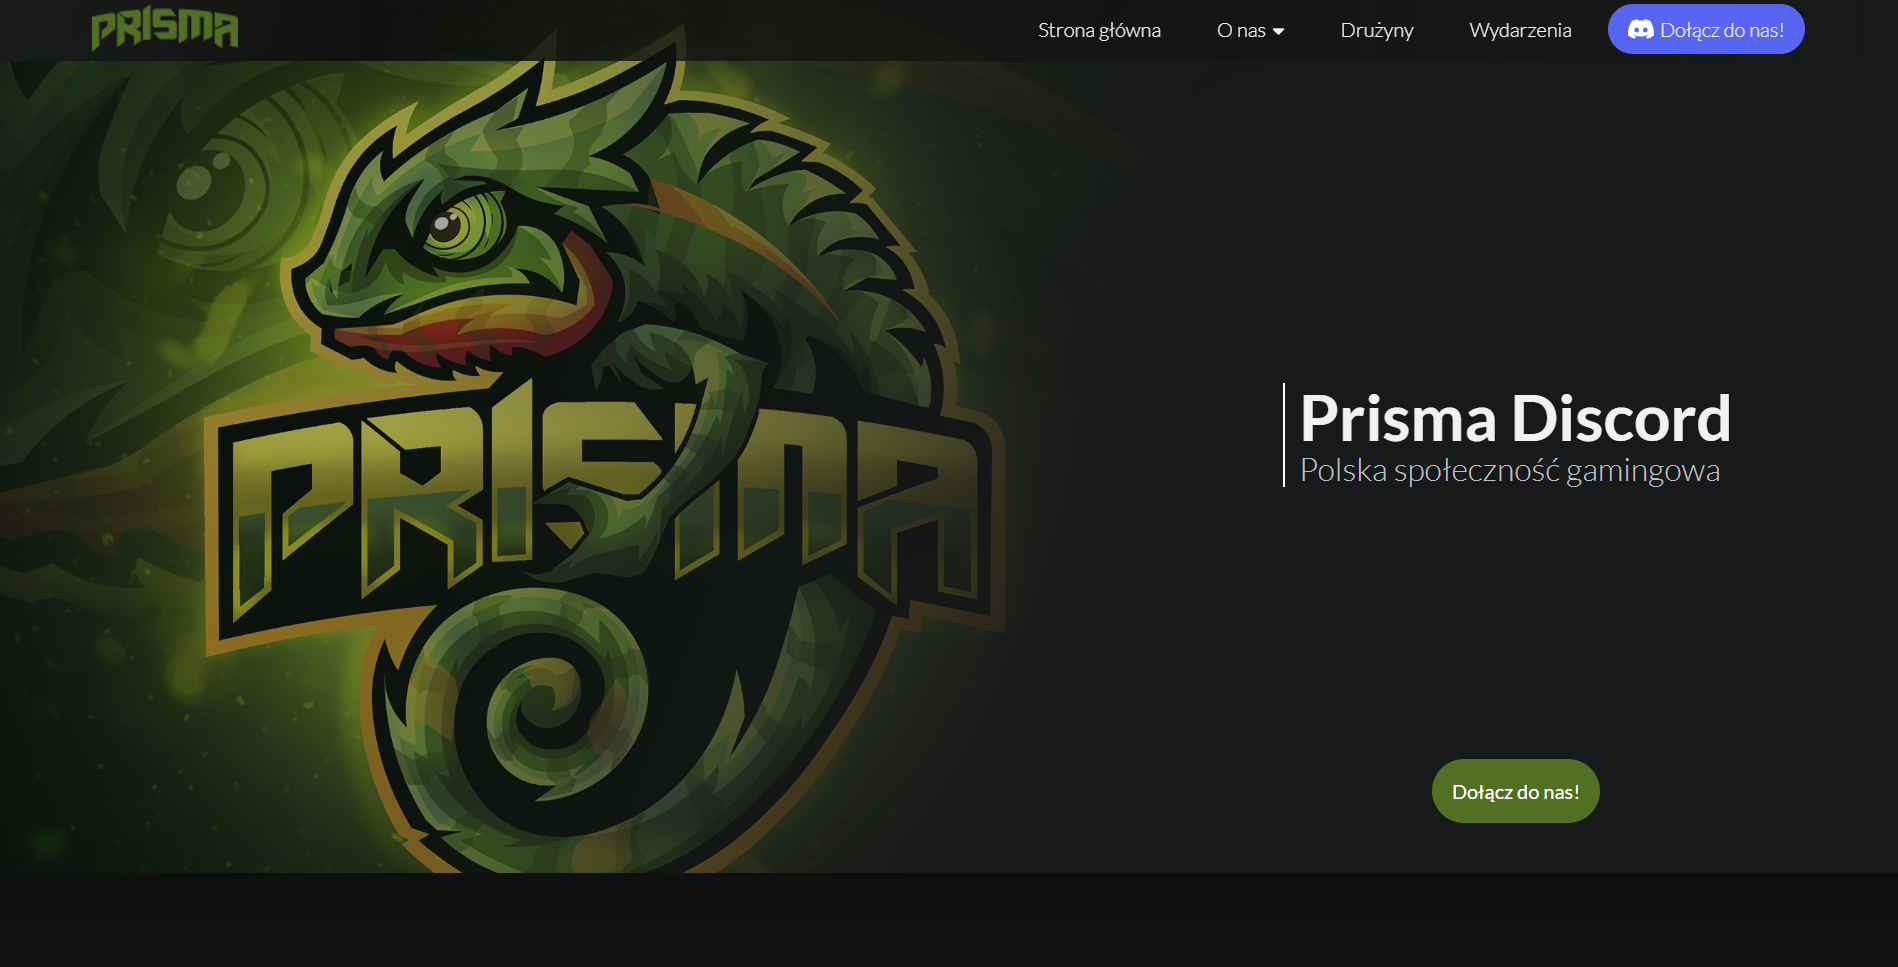 PRISMA
Strona główna
O nas
Drużyny
Wydarzenia
Dołącz do nas!
PRISMA
Prisma Discord
Polska społeczność gamingowa
Dołącz do nas!